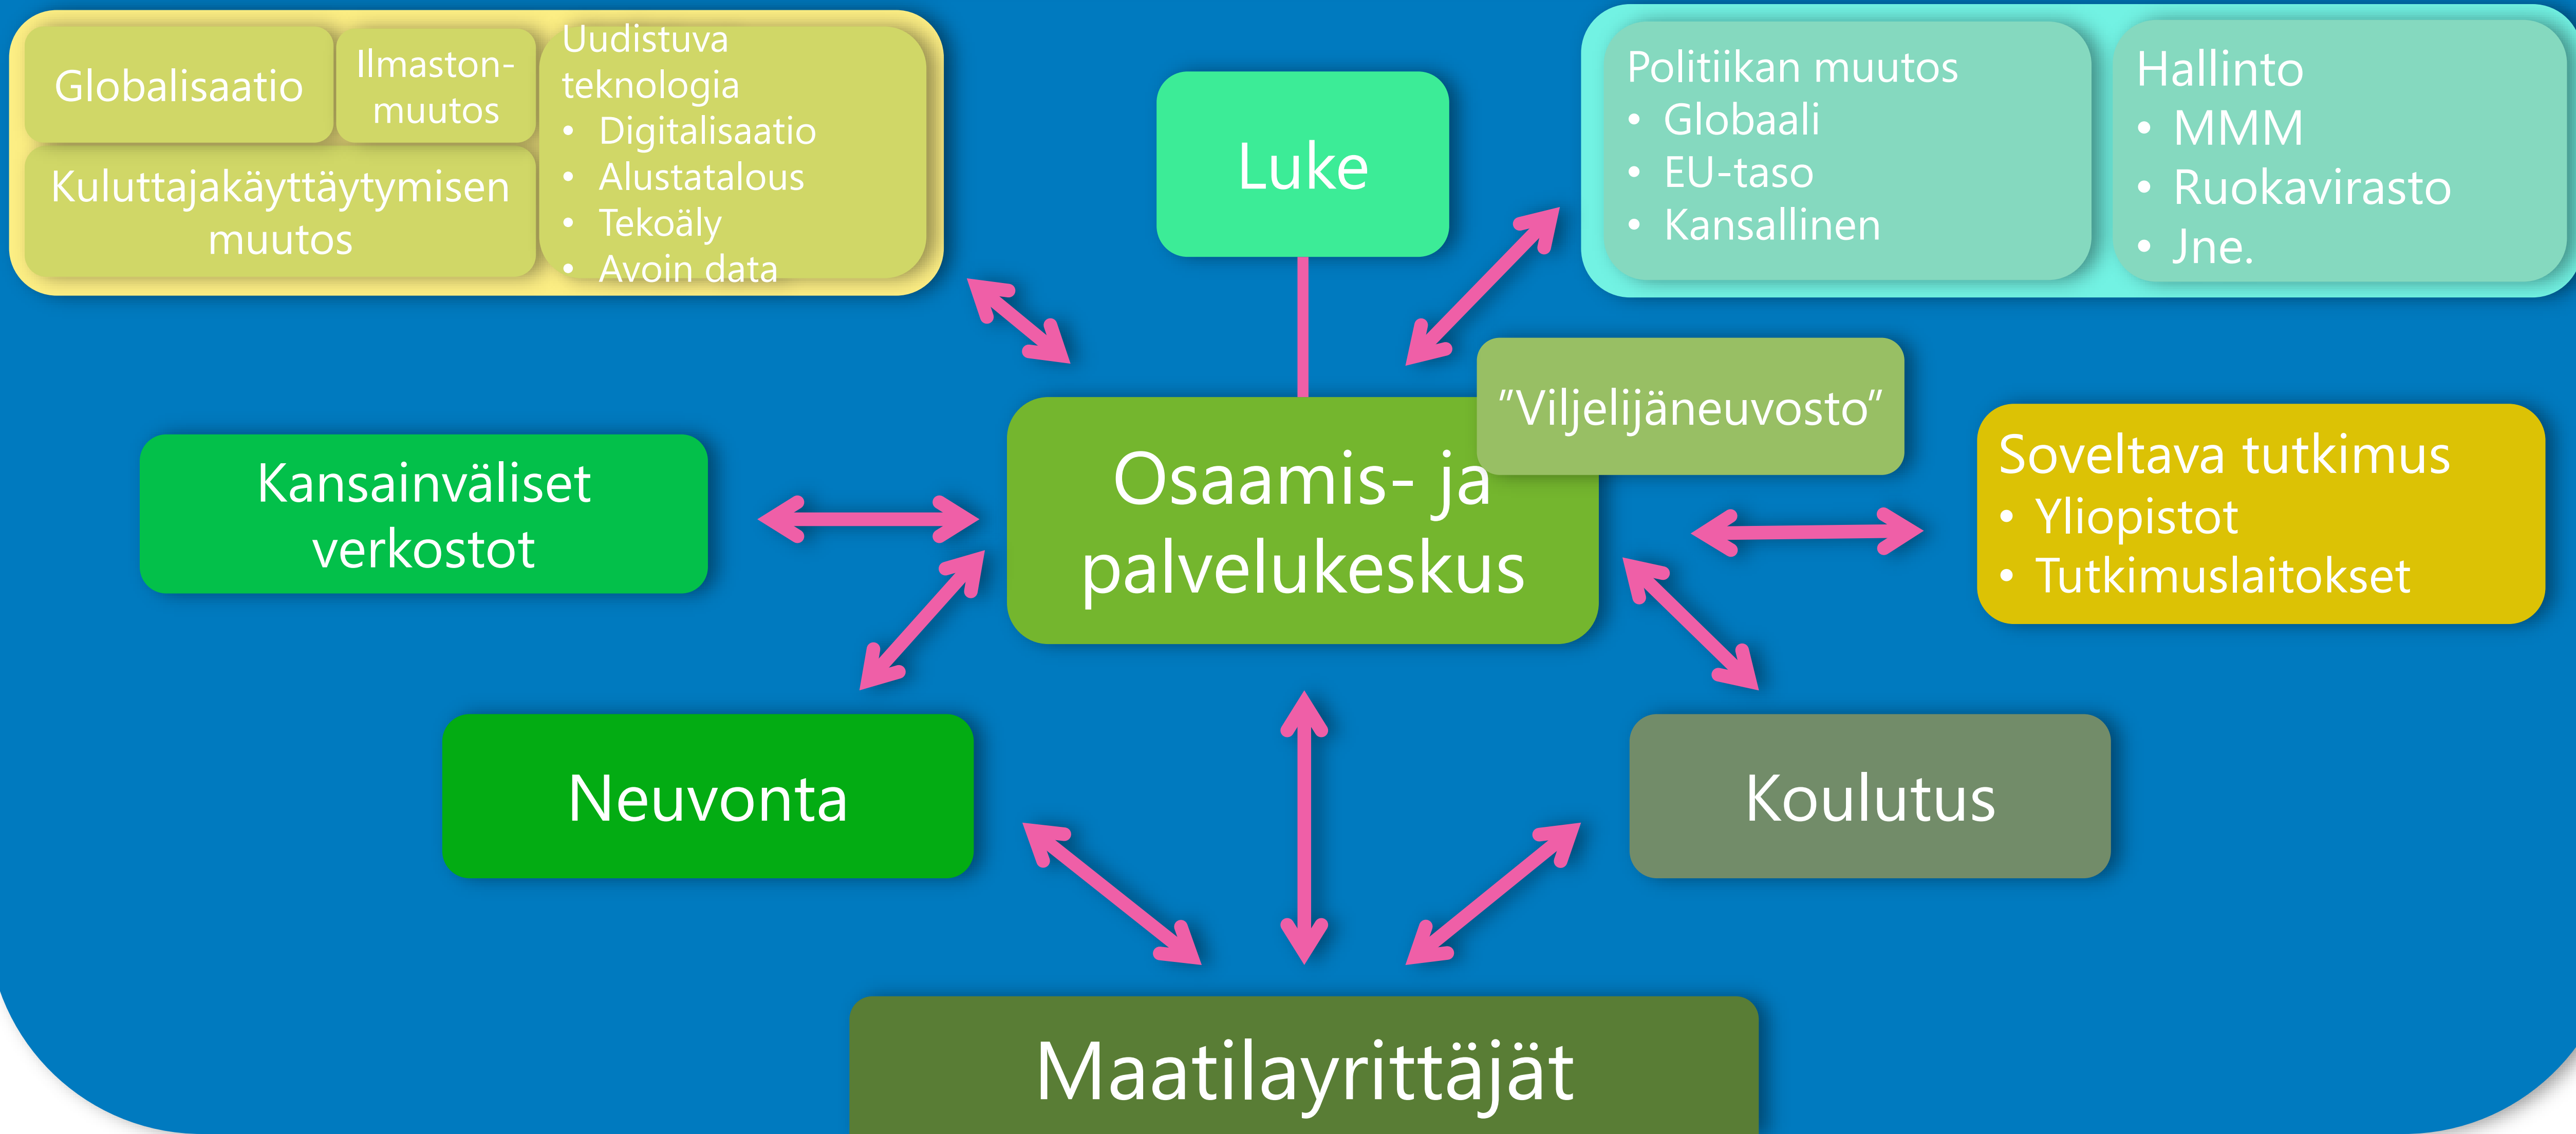 Globalisaatio
Ilmaston-
muutos
Kuluttajakäyttäytymisen
muutos
Uudistuva
teknologia
• Digitalisaatio
• Alustatalous
• Tekoäly
• Avoin data
Luke
Politiikan muutos
• Globaali
• EU-taso
• Kansallinen
Hallinto
• MMM
• Ruokavirasto
• Jne.
"Viljelijäneuvosto"
Kansainväliset
verkostot
Osaamis- ja
palvelukeskus
Soveltava tutkimus
• Yliopistot
• Tutkimuslaitokset
Neuvonta
Koulutus
Maatilayrittäjät